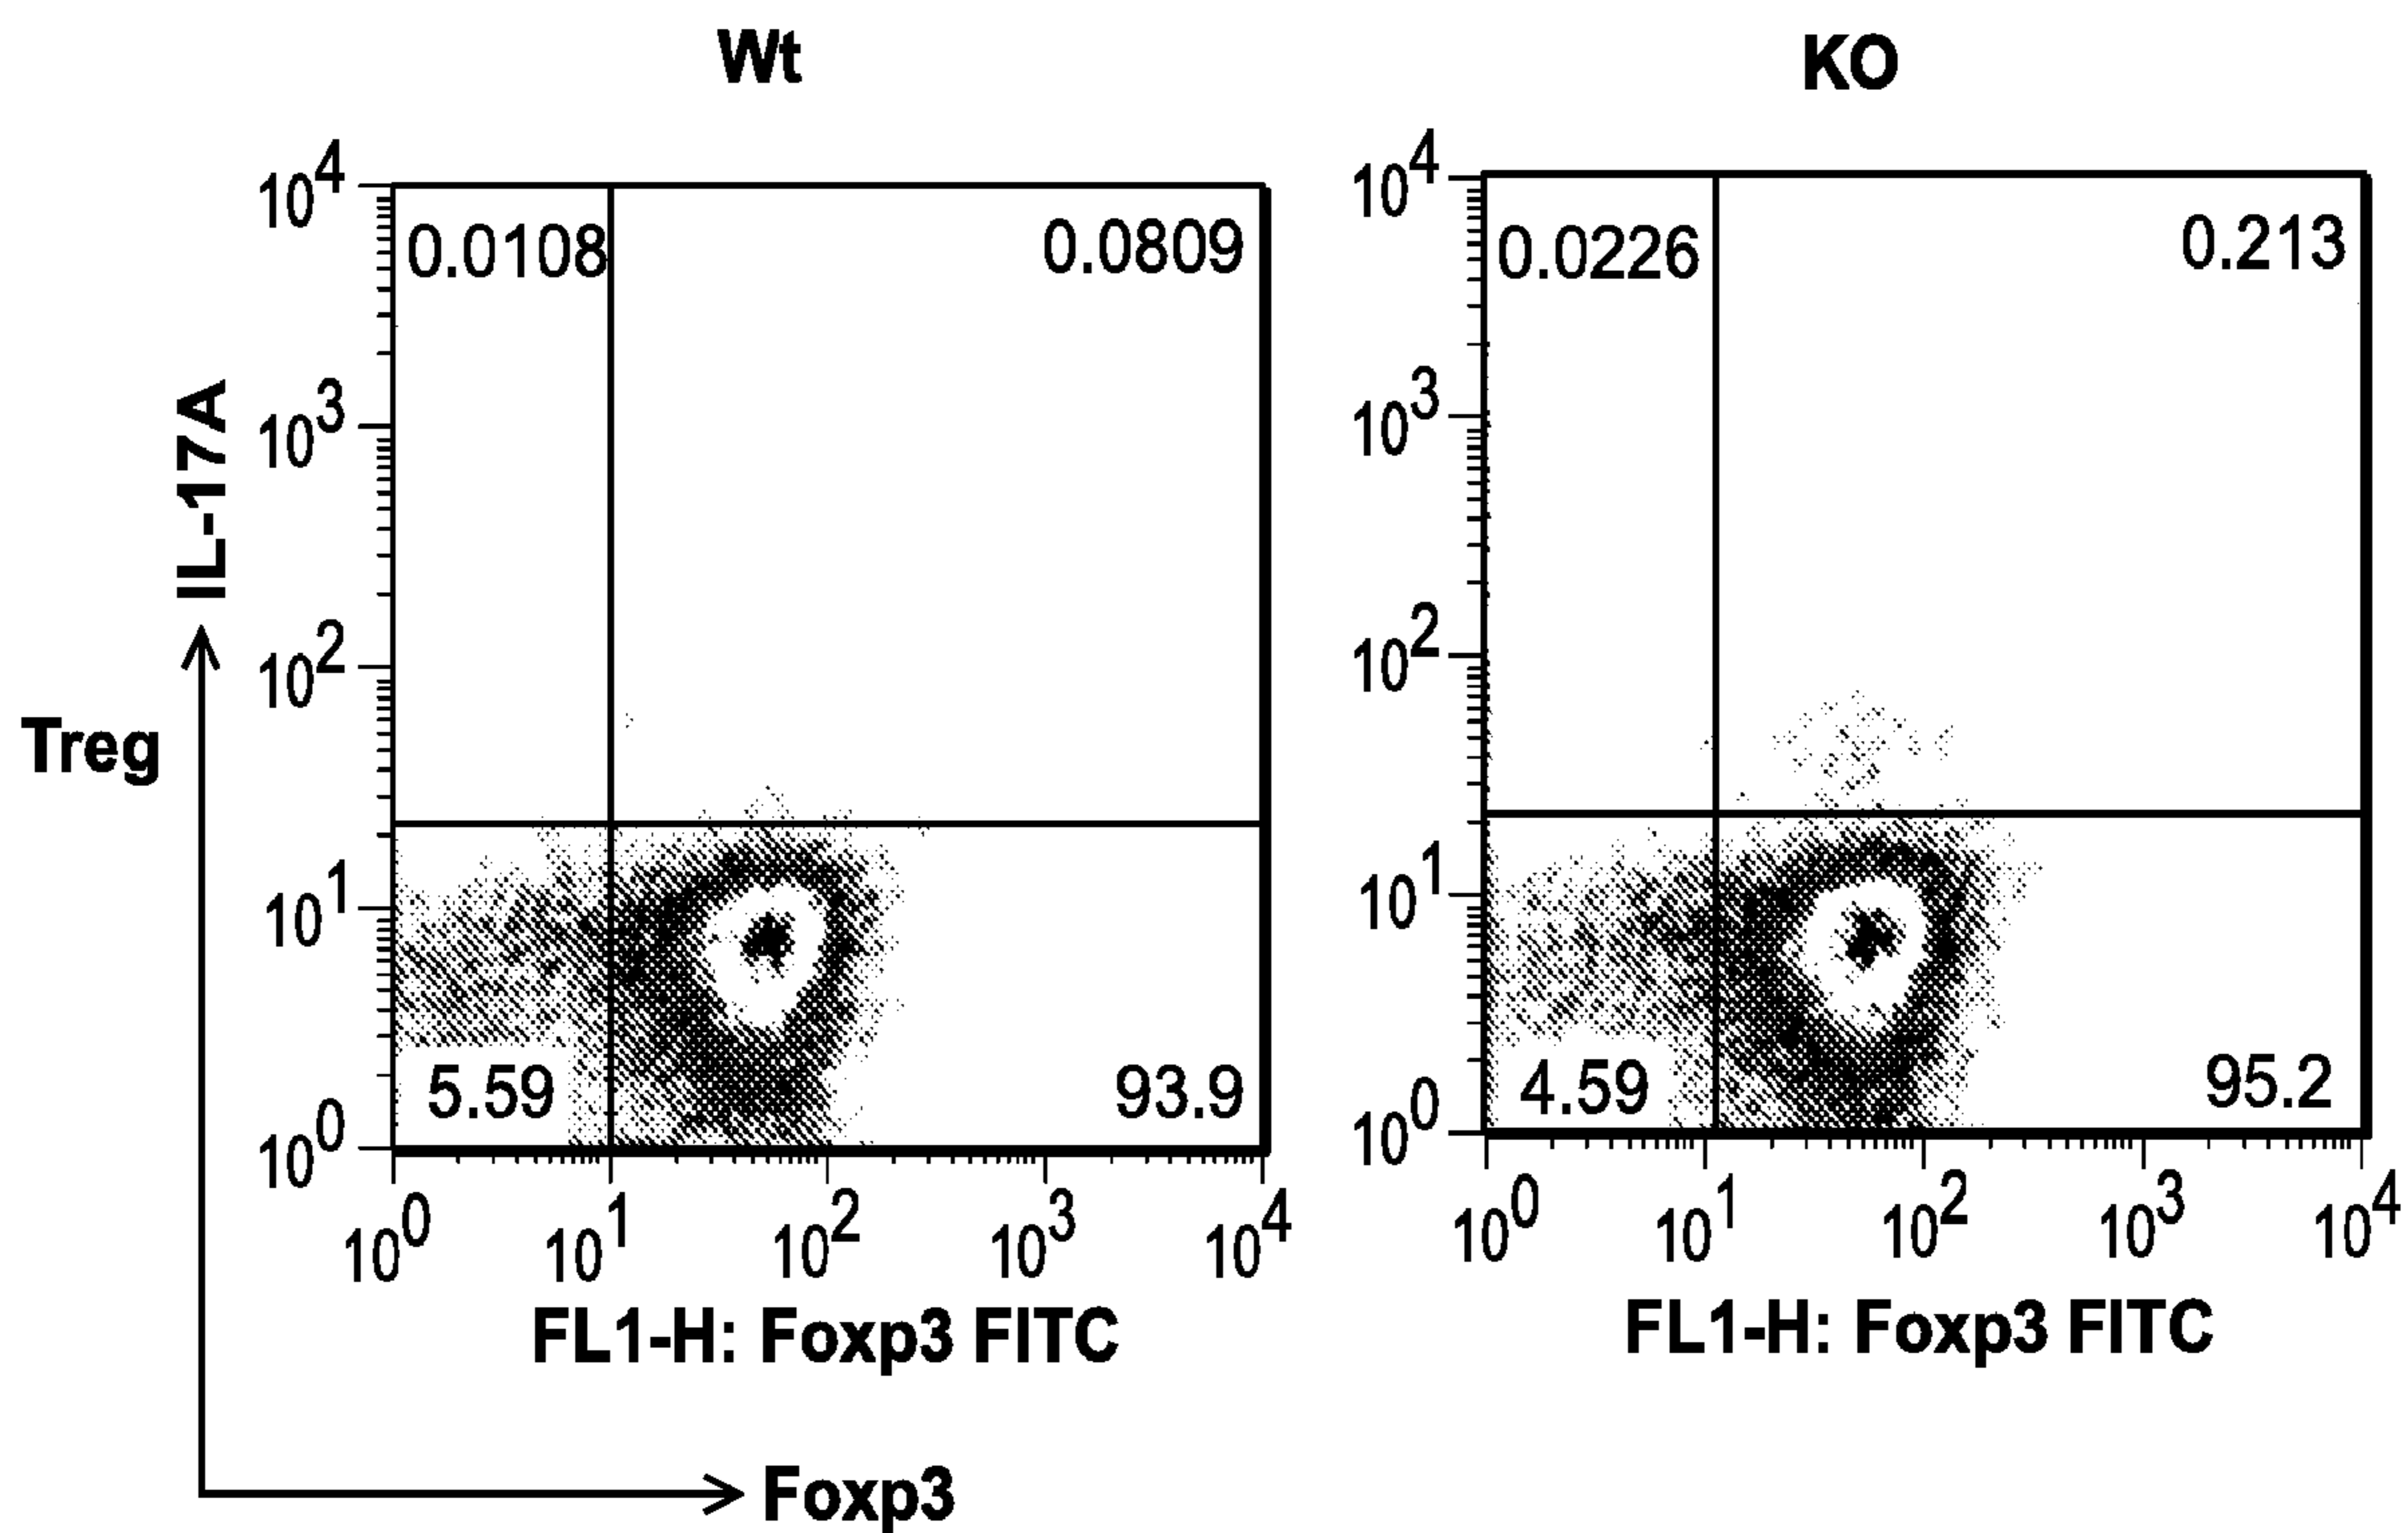 Wt
KO
Treg
IL-17A
10^4
10^3
10^2
10^1
10^0
0.0108
0.0809
5.59
93.9
10^0 10^1 10^2 10^3 10^4
FL1-H: Foxp3 FITC
10^4
10^3
10^2
10^1
10^0
0.0226
0.213
4.59
95.2
10^0 10^1 10^2 10^3 10^4
FL1-H: Foxp3 FITC
Foxp3